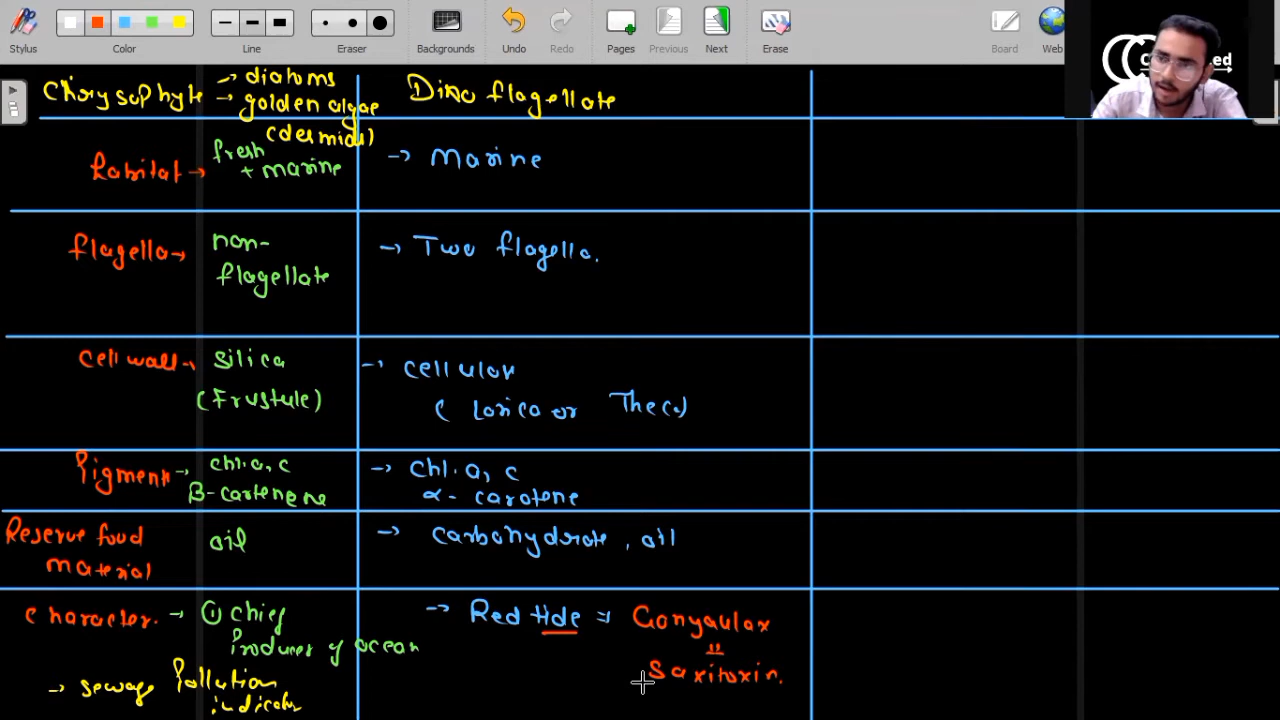 Stylus
Color
Line
Eraser
Backgrounds
Undo
Redo
Pages
Previous
Next
Erase
Board
Web
Chrysophyte → diatoms
→ golden algae
(desmids)
Dino flagellate
habitat → fresh
+ marine
→ Marine
flagella → non-
flagellate
→ Two flagella.
Cell wall → silica
(Frustule)
→ cellular
( Lorica or Theca)
Pigment → chl. a, c
β-cartenene
→ chl. a, c
α- carotene
Reserve food
material
oil
→ carbohydrate, oil
character. → ① chief
Producer of ocean
→ sewage Pollution
indicator
→ Red tide ⇒ Gonyaulax
Saxitoxin.